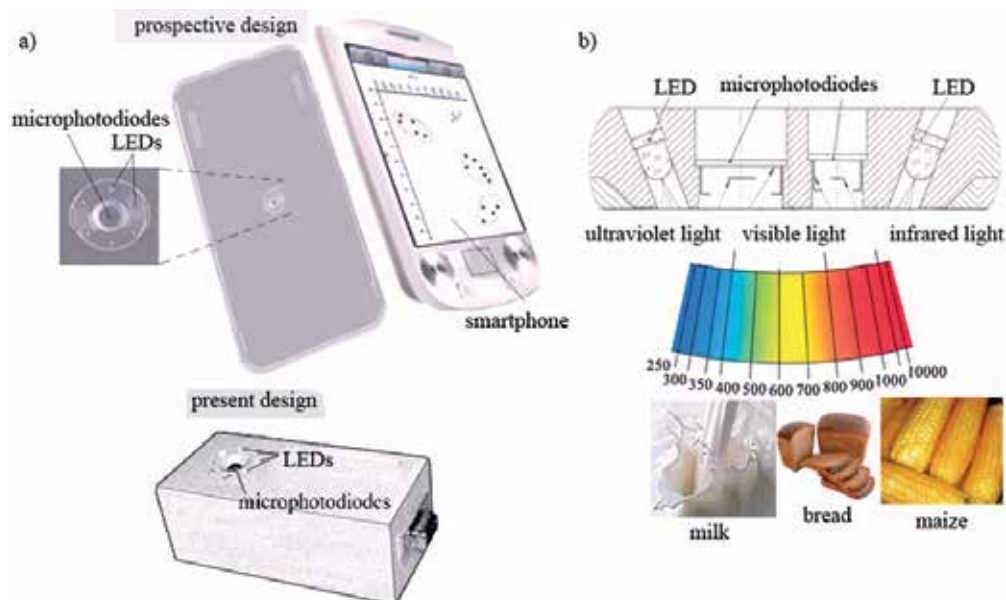 a)
prospective design
microphotodiodes
LEDs
smartphone
present design
LEDs
microphotodiodes
b)
LED
microphotodiodes
LED
ultraviolet light
visible light
infrared light
250
300
350
400
500
600
700
800
900
1000
10000
milk
bread
maize